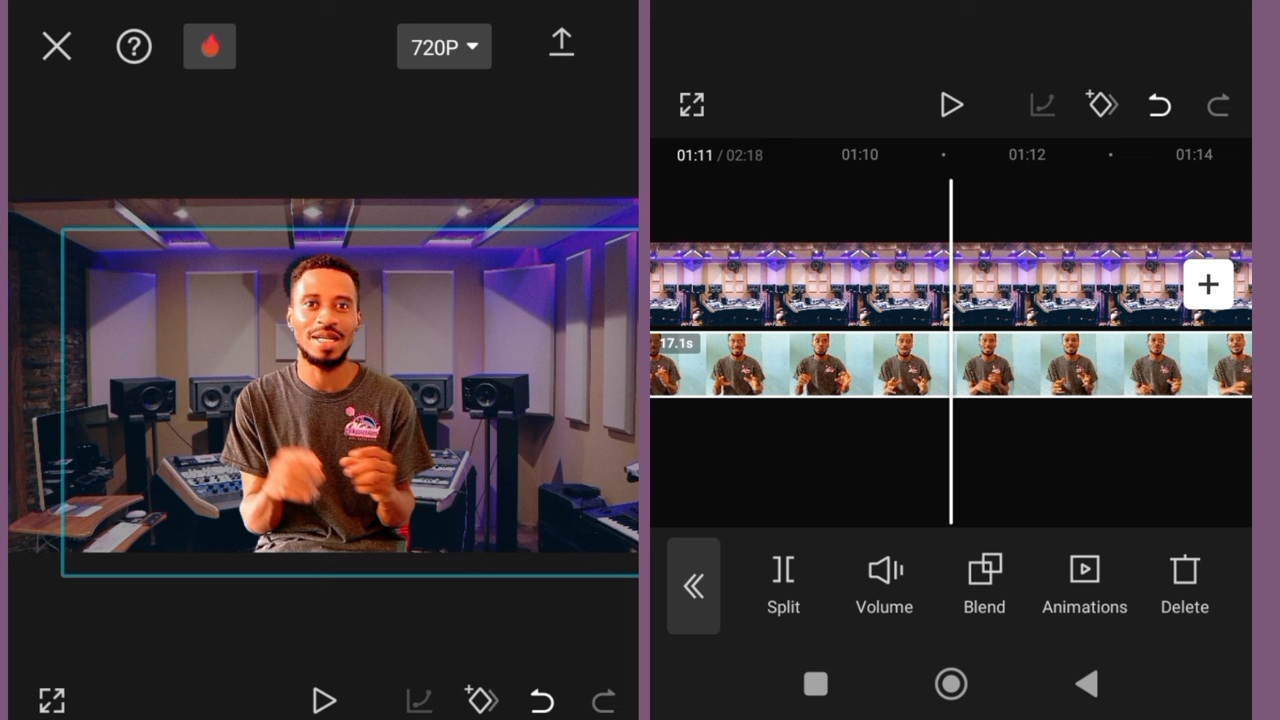 720P
01:11 / 02:18
01:10
01:12
01:14
17.1s
Split
Volume
Blend
Animations
Delete